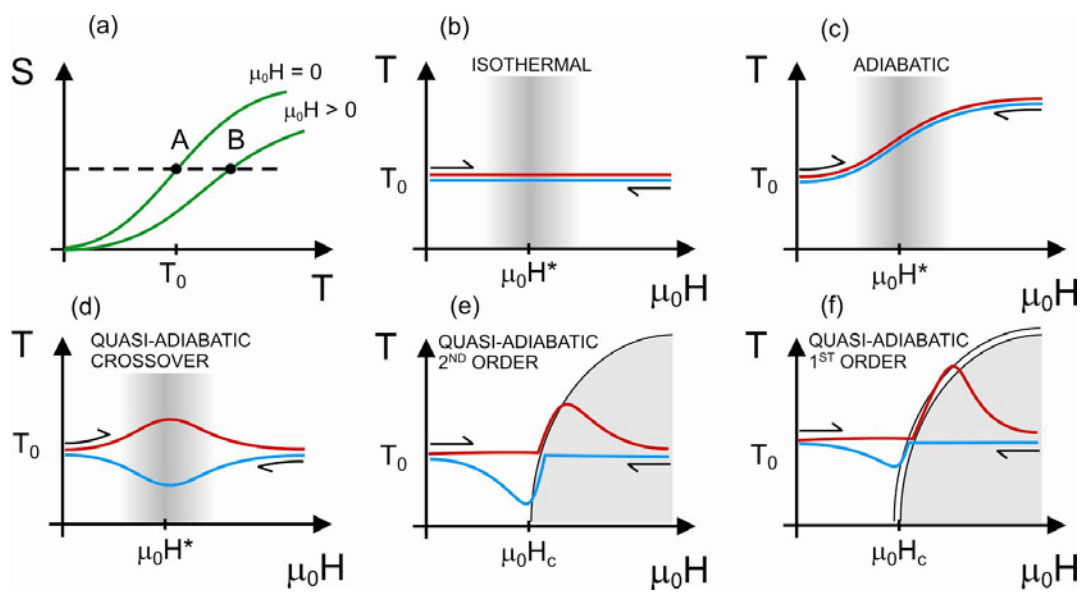 (a)
S
μ₀H = 0
μ₀H > 0
A
B
T₀
T
(b)
T
ISOTHERMAL
T₀
μ₀H*
μ₀H
(c)
T
ADIABATIC
T₀
μ₀H*
μ₀H
(d)
T
QUASI-ADIABATIC
CROSSOVER
T₀
μ₀H*
μ₀H
(e)
T
QUASI-ADIABATIC
2ND ORDER
T₀
μ₀Hc
μ₀H
(f)
T
QUASI-ADIABATIC
1ST ORDER
T₀
μ₀Hc
μ₀H